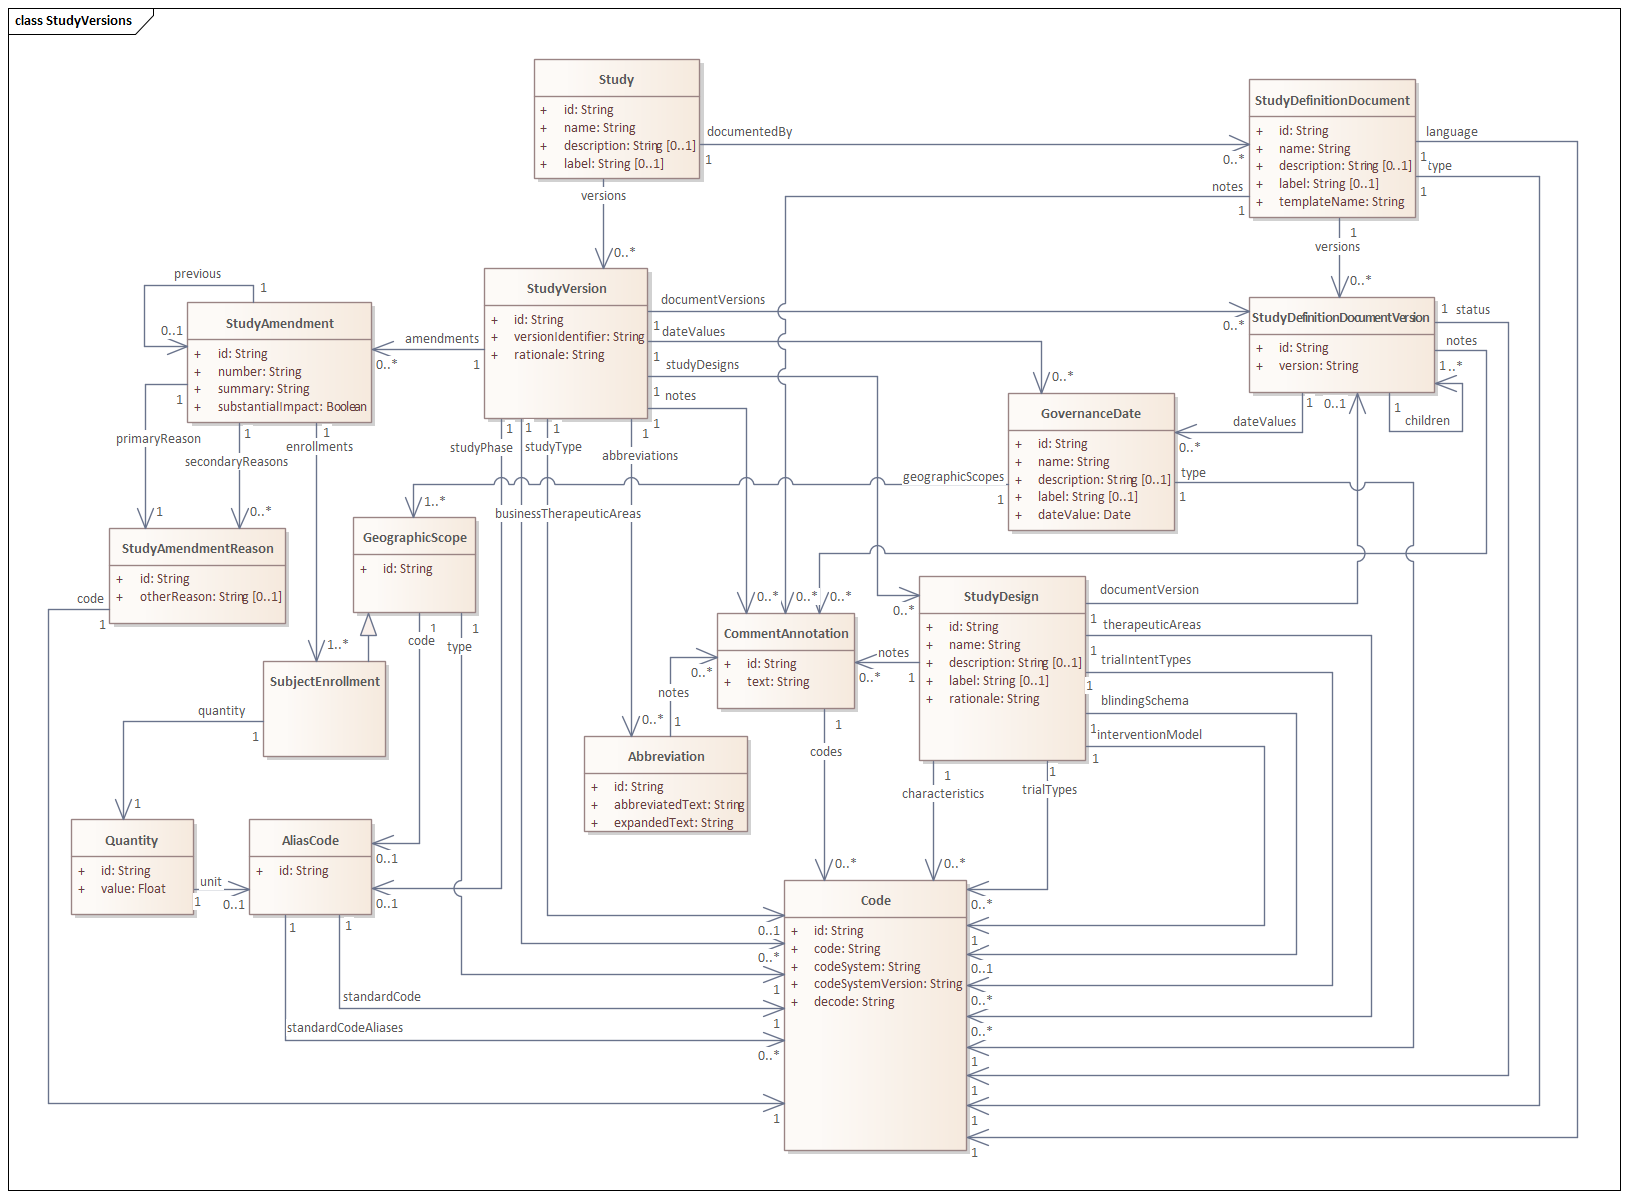 class StudyVersions
Study
+ id: String
+ name: String
+ description: String [0..1]
+ label: String [0..1]
documentedBy
1
0..*
versions
0..*
StudyDefinitionDocument
+ id: String
+ name: String
+ description: String [0..1]
+ label: String [0..1]
+ templateName: String
language
1
type
1
notes
1
1
versions
0..*
StudyVersion
+ id: String
+ versionIdentifier: String
+ rationale: String
documentVersions
1
0..*
dateValues
1
0..*
studyDesigns
1
notes
1
amendments
1
0..*
previous
1
0..1
StudyAmendment
+ id: String
+ number: String
+ summary: String
+ substantialImpact: Boolean
1
primaryReason
1
1
secondaryReasons
0..*
1
enrollments
1..*
StudyDefinitionDocumentVersion
+ id: String
+ version: String
1
status
notes
1..*
1
children
1
dateValues
0..*
0..1
GovernanceDate
+ id: String
+ name: String
+ description: String [0..1]
+ label: String [0..1]
+ dateValue: Date
type
1
geographicScopes
1
1..*
1
studyPhase
1
businessTherapeuticAreas
1
studyType
1
abbreviations
0..*
StudyAmendmentReason
+ id: String
+ otherReason: String [0..1]
code
1
GeographicScope
+ id: String
1
code
1
type
SubjectEnrollment
quantity
1
1
0..*
0..*
0..*
CommentAnnotation
+ id: String
+ text: String
notes
1
0..*
notes
1
0..*
1
codes
0..*
0..*
StudyDesign
+ id: String
+ name: String
+ description: String [0..1]
+ label: String [0..1]
+ rationale: String
documentVersion
1
therapeuticAreas
1
trialIntentTypes
1
blindingSchema
1
interventionModel
1
1
characteristics
0..*
1
trialTypes
0..*
Abbreviation
+ id: String
+ abbreviatedText: String
+ expandedText: String
Quantity
+ id: String
+ value: Float
unit
1
0..1
AliasCode
+ id: String
0..1
0..1
1
1
standardCode
standardCodeAliases
Code
+ id: String
+ code: String
+ codeSystem: String
+ codeSystemVersion: String
+ decode: String
0..1
0..*
1
1
0..*
1
1
0..1
0..*
0..*
1
1
1
1